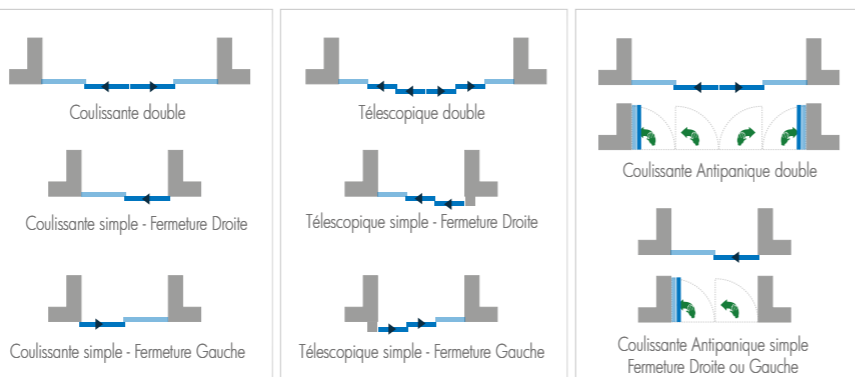 Coulissante double
Coulissante simple - Fermeture Droite
Coulissante simple - Fermeture Gauche
Télescopique double
Télescopique simple - Fermeture Droite
Télescopique simple - Fermeture Gauche
Coulissante Antipanique double
Coulissante Antipanique simple
Fermeture Droite ou Gauche